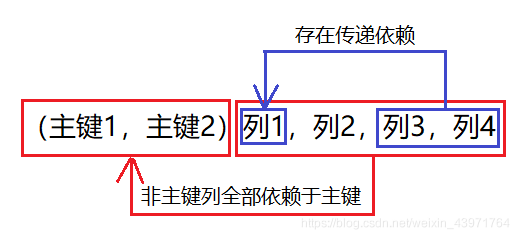 存在传递依赖
（主键1，主键2）列1，列2，列3，列4
非主键列全部依赖于主键
https://blog.csdn.net/weixin_43971764